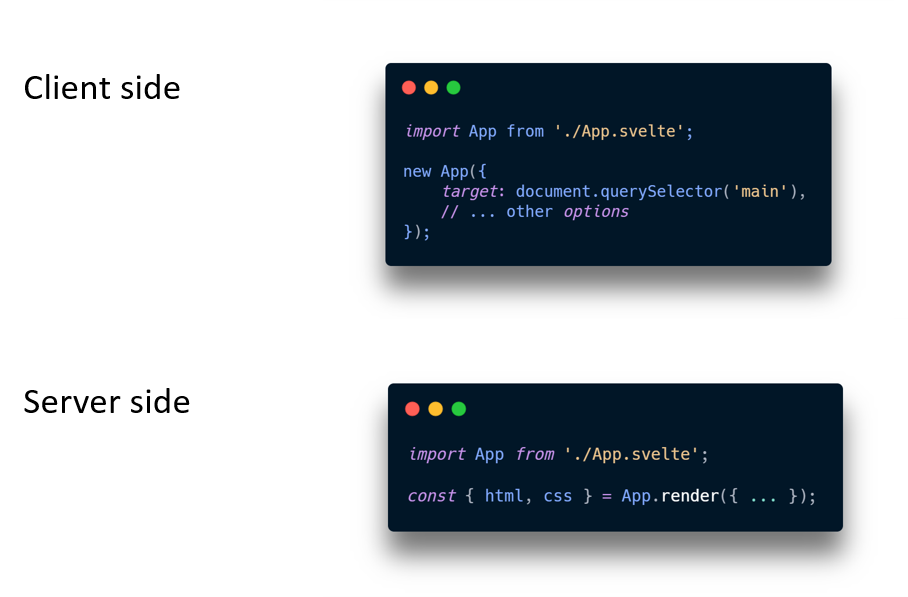 Client side
import App from './App.svelte';
new App({
    target: document.querySelector('main'),
    // ... other options
});
Server side
import App from './App.svelte';
const { html, css } = App.render({ ... });